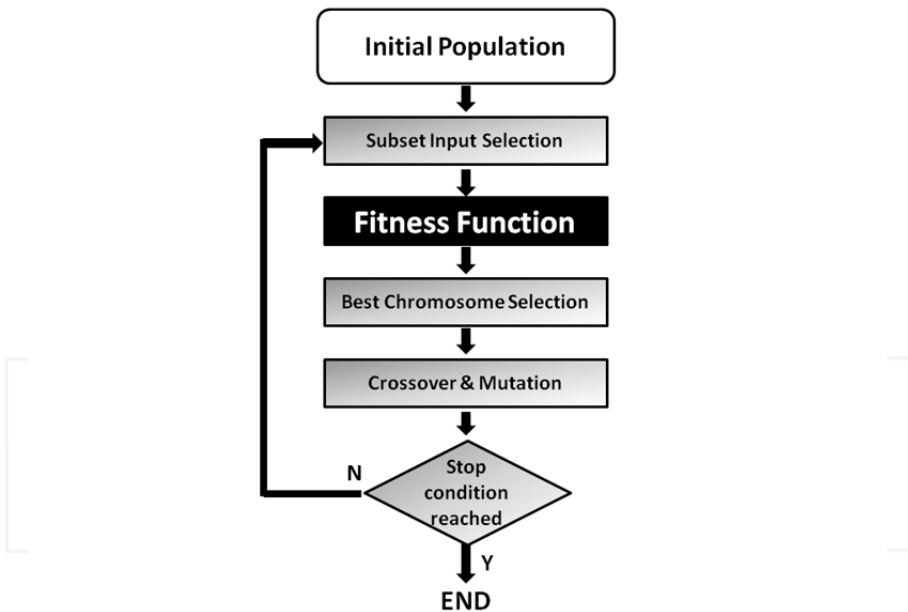 Initial Population
Subset Input Selection
Fitness Function
Best Chromosome Selection
Crossover & Mutation
Stop
condition
reached
N
Y
END